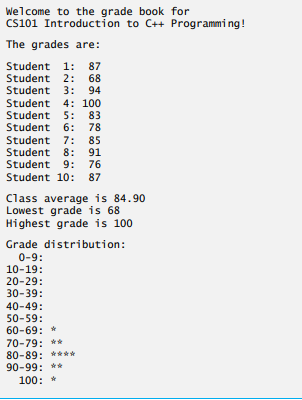 Welcome to the grade book for
CS101 Introduction to C++ Programming!
The grades are:
Student  1:  87
Student  2:  68
Student  3:  94
Student  4: 100
Student  5:  83
Student  6:  78
Student  7:  85
Student  8:  91
Student  9:  76
Student 10:  87
Class average is 84.90
Lowest grade is 68
Highest grade is 100
Grade distribution:
  0-9:
10-19:
20-29:
30-39:
40-49:
50-59:
60-69: *
70-79: **
80-89: ****
90-99: **
  100: *